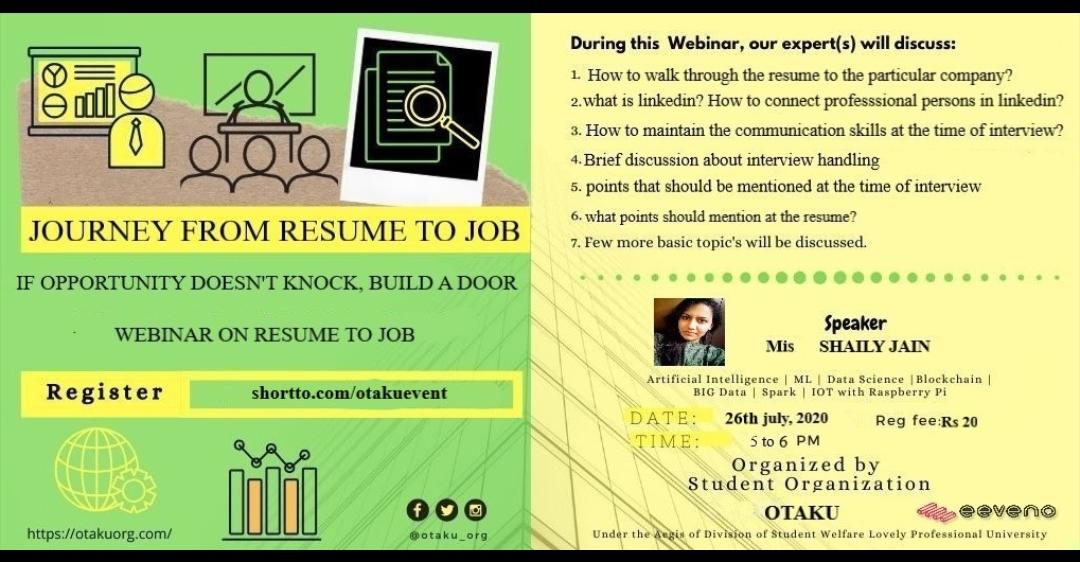 JOURNEY FROM RESUME TO JOB
IF OPPORTUNITY DOESN'T KNOCK, BUILD A DOOR
WEBINAR ON RESUME TO JOB
Register
shortto.com/otakuevent
https://otakuorg.com/
@otaku_org
During this Webinar, our expert(s) will discuss:
1. How to walk through the resume to the particular company?
2. what is linkedin? How to connect professsional persons in linkedin?
3. How to maintain the communication skills at the time of interview?
4. Brief discussion about interview handling
5. points that should be mentioned at the time of interview
6. what points should mention at the resume?
7. Few more basic topic's will be discussed.
Speaker
Mis SHAILY JAIN
Artificial Intelligence | ML | Data Science |Blockchain |
BIG Data | Spark | IOT with Raspberry Pi
DATE: 26th july, 2020 Reg fee:Rs 20
TIME: 5 to 6 PM
Organized by
Student Organization
OTAKU
eeveno
Under the Aegis of Division of Student Welfare Lovely Professional University